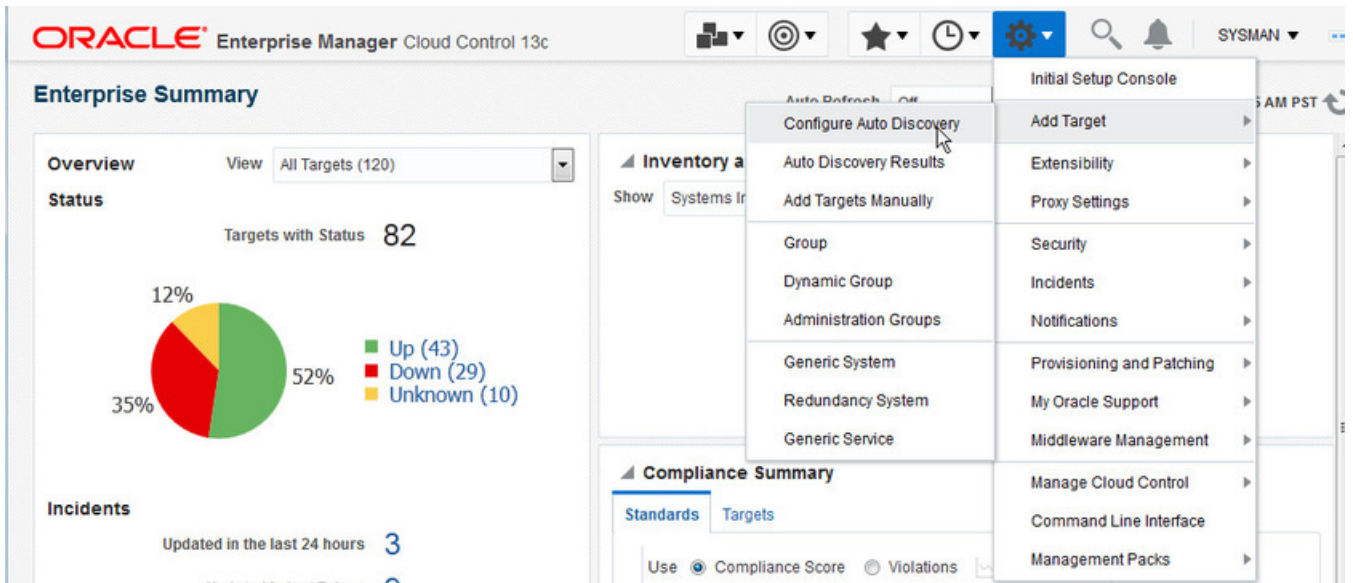 ORACLE Enterprise Manager Cloud Control 13c
SYSMAN
Enterprise Summary
Auto Refresh Off
AM PST
Overview
View All Targets (120)
Status
Targets with Status 82
12%
52%
35%
Up (43)
Down (29)
Unknown (10)
Incidents
Updated in the last 24 hours 3
Inventory a
Show Systems Ir
Compliance Summary
Standards Targets
Use Compliance Score Violations
Configure Auto Discovery
Auto Discovery Results
Add Targets Manually
Group
Dynamic Group
Administration Groups
Generic System
Redundancy System
Generic Service
Initial Setup Console
Add Target
Extensibility
Proxy Settings
Security
Incidents
Notifications
Provisioning and Patching
My Oracle Support
Middleware Management
Manage Cloud Control
Command Line Interface
Management Packs